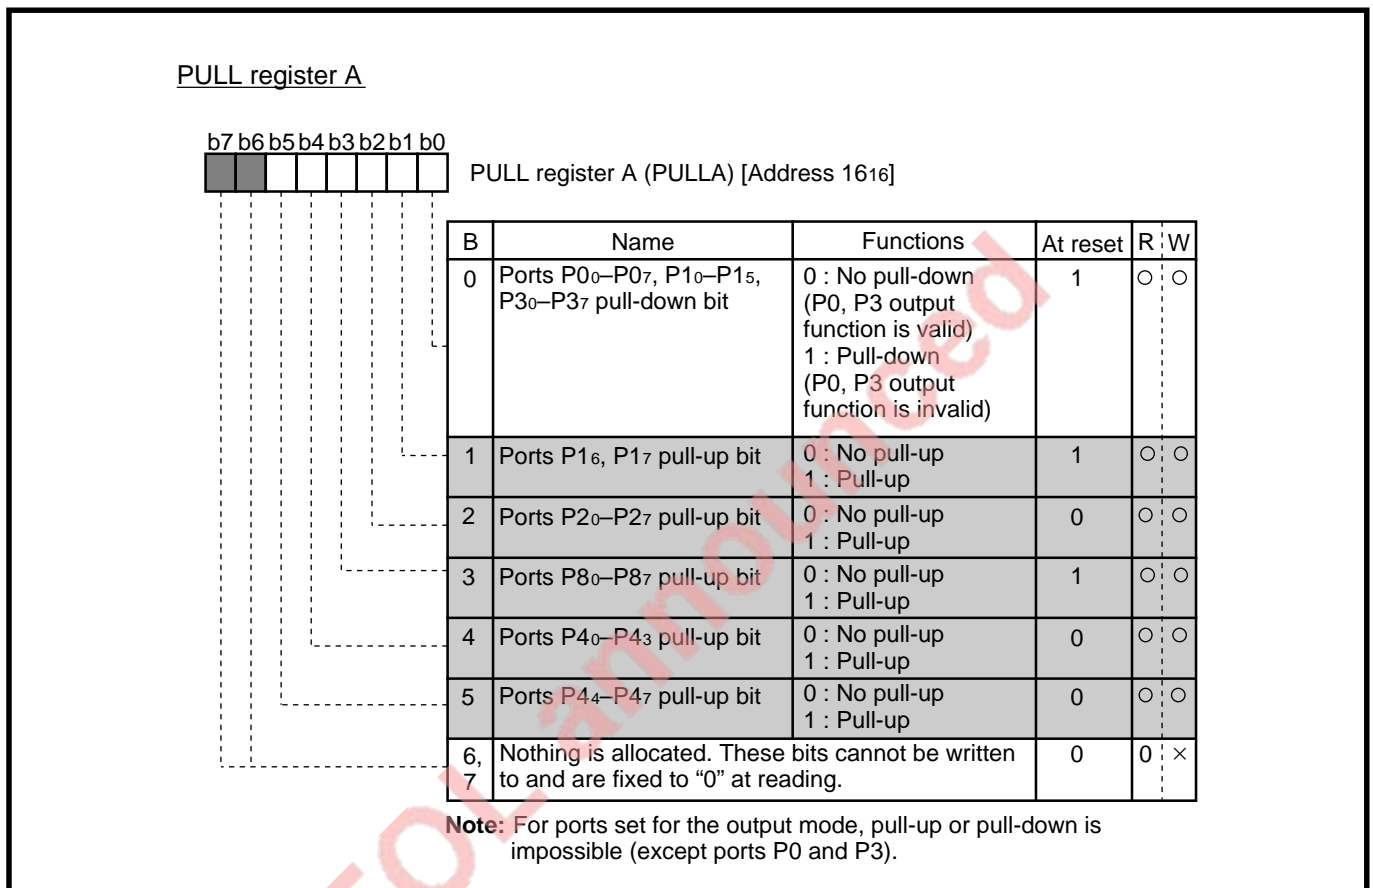 PULL register A
b7 b6 b5 b4 b3 b2 b1 b0
PULL register A (PULLA) [Address 1616]
B Name Functions At reset R W
0 Ports P00–P07, P10–P15, 0 : No pull-down 1 ○ ○
P30–P37 pull-down bit (P0, P3 output
function is valid)
1 : Pull-down
(P0, P3 output
function is invalid)
1 Ports P16, P17 pull-up bit 0 : No pull-up 1 ○ ○
1 : Pull-up
2 Ports P20–P27 pull-up bit 0 : No pull-up 0 ○ ○
1 : Pull-up
3 Ports P80–P87 pull-up bit 0 : No pull-up 1 ○ ○
1 : Pull-up
4 Ports P40–P43 pull-up bit 0 : No pull-up 0 ○ ○
1 : Pull-up
5 Ports P44–P47 pull-up bit 0 : No pull-up 0 ○ ○
1 : Pull-up
6, Nothing is allocated. These bits cannot be written 0 0 ×
7 to and are fixed to “0” at reading.
Note: For ports set for the output mode, pull-up or pull-down is
impossible (except ports P0 and P3).
EOL announced